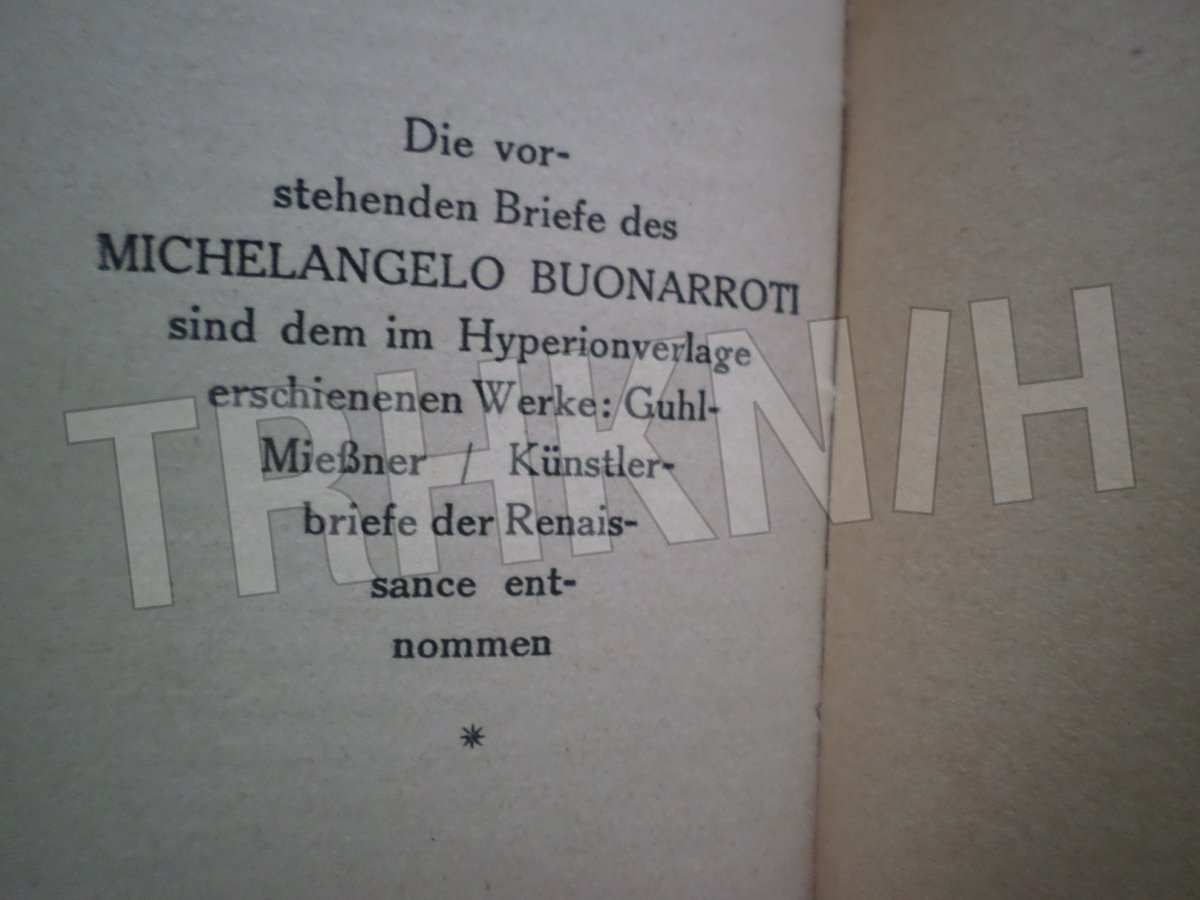 Die vor-
stehenden Briefe des
MICHELANGELO BUONARROTI
sind dem im Hyperionverlage
erschienenen Werke: Guhl-
Mießner / Künstler-
briefe der Renais-
sance ent-
nommen
*
TRHKN/H